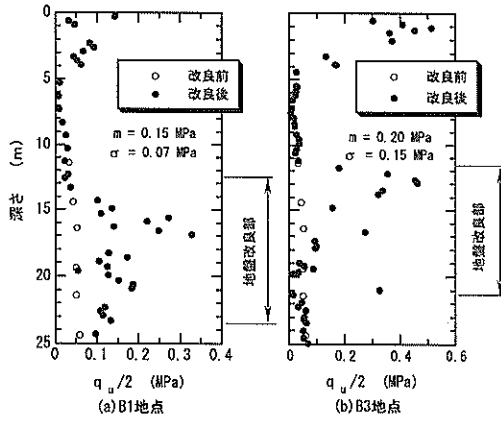 0
5
10
15
20
25
深さ (m)
改良前
改良後
m = 0.15 MPa
σ = 0.07 MPa
地盤改良部
0 0.1 0.2 0.3 0.4
q_u/2 (MPa)
(a)B1地点
改良前
改良後
m = 0.20 MPa
σ = 0.15 MPa
地盤改良部
0 0.2 0.4 0.6
q_u/2 (MPa)
(b)B3地点